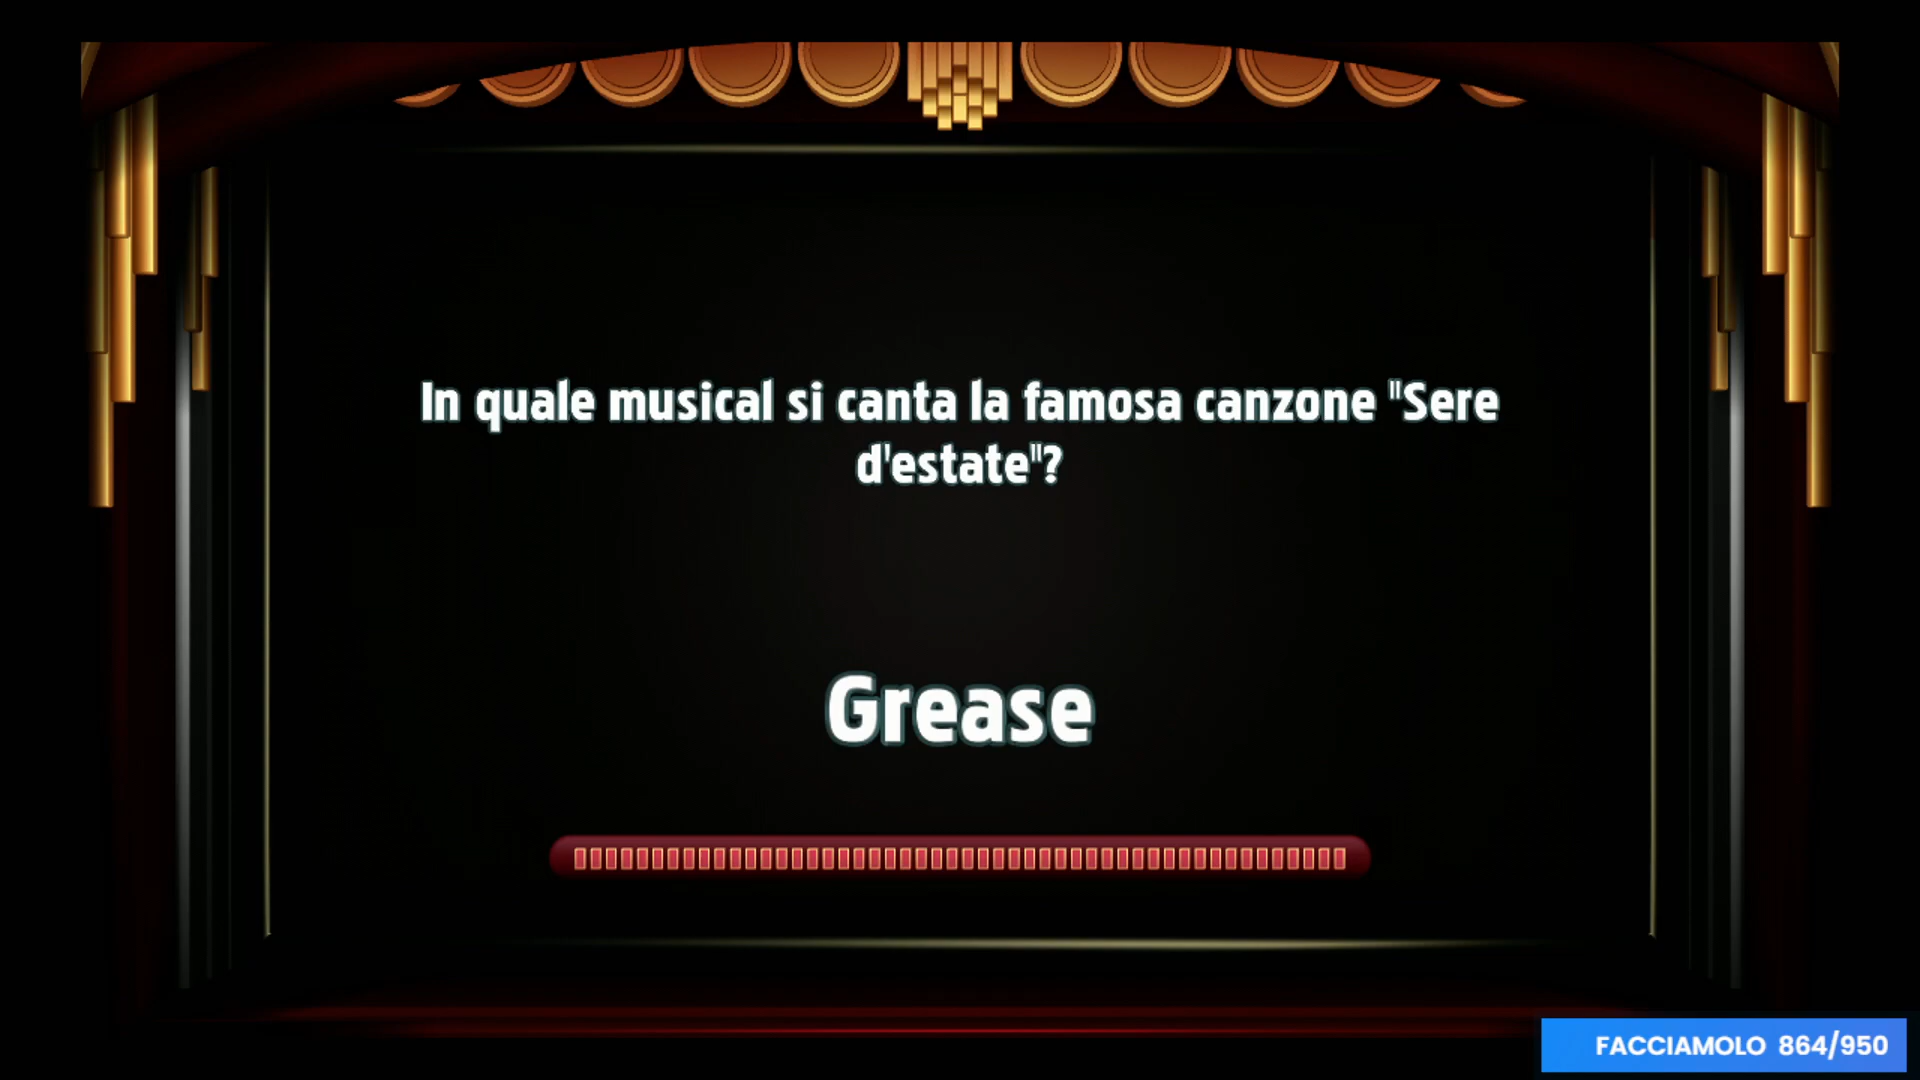 In quale musical si canta la famosa canzone "Sere
d'estate"?
Grease
FACCIAMOLO 864/950